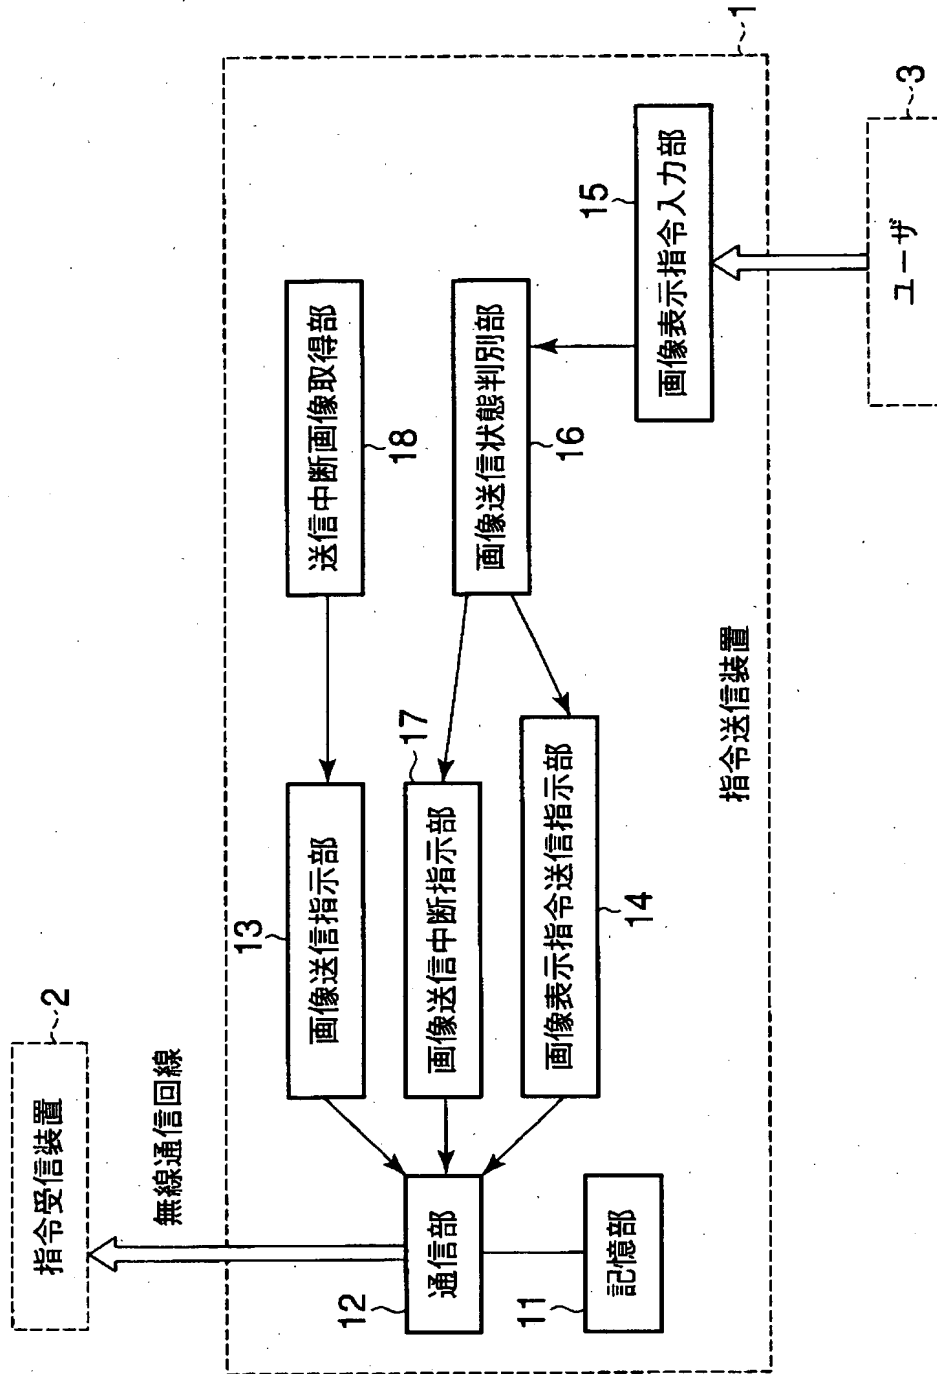 指令受信装置
2
無線通信回線
1
通信部
12
記憶部
11
画像送信指示部
13
画像送信中断指示部
17
画像表示指令送信指示部
14
送信中断画像取得部
18
画像送信状態判別部
16
画像表示指令入力部
15
指令送信装置
ユーザ
3